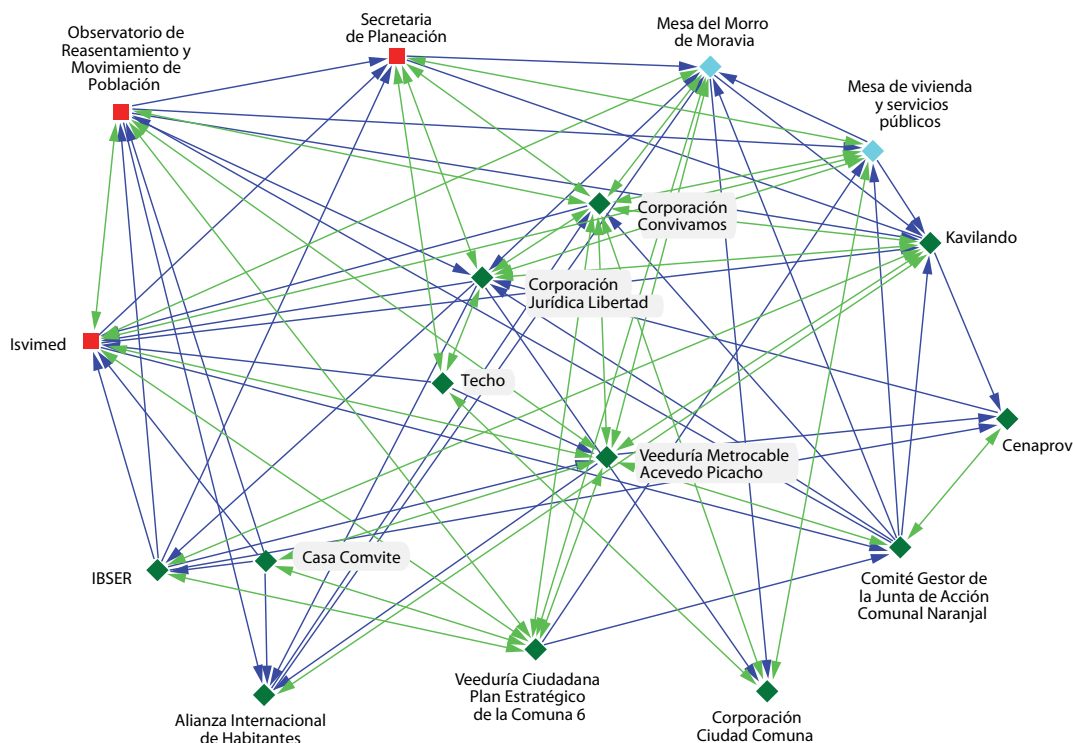 Observatorio de
Reasentamiento y
Movimiento de
Población
Secretaria
de Planeación
Mesa del Morro
de Moravia
Mesa de vivienda
y servicios
públicos
Corporación
Convivamos
Kavilando
Corporación
Jurídica Libertad
Isvimed
Techo
Veeduría Metrocable
Acevedo Picacho
Cenaprov
IBSER
Casa Comvite
Comité Gestor de
la Junta de Acción
Comunal Naranjal
Veeduría Ciudadana
Plan Estratégico
de la Comuna 6
Alianza Internacional
de Habitantes
Corporación
Ciudad Comuna